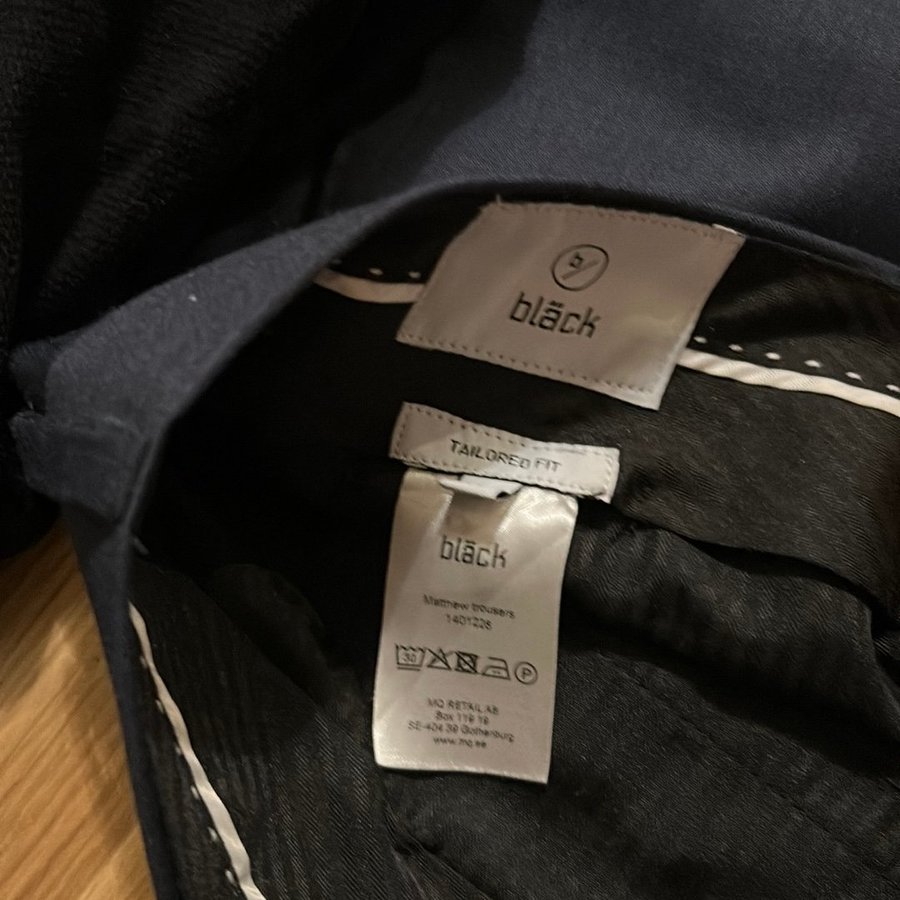 b/
bläck
TAILORED FIT
bläck
Matthew trousers
1401226
30 P
MQ RETAIL AB
Box 119 19
SE-404 39 Gothenburg
www.mq.se